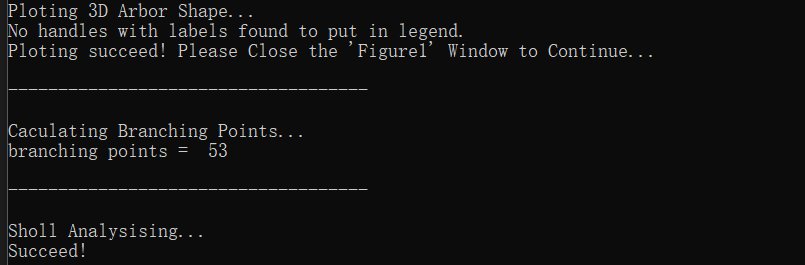 Ploting 3D Arbor Shape...
No handles with labels found to put in legend.
Ploting succeed! Please Close the 'Figure1' Window to Continue...
------------------------------------
Caculating Branching Points...
branching points =  53
------------------------------------
Sholl Analysising...
Succeed!